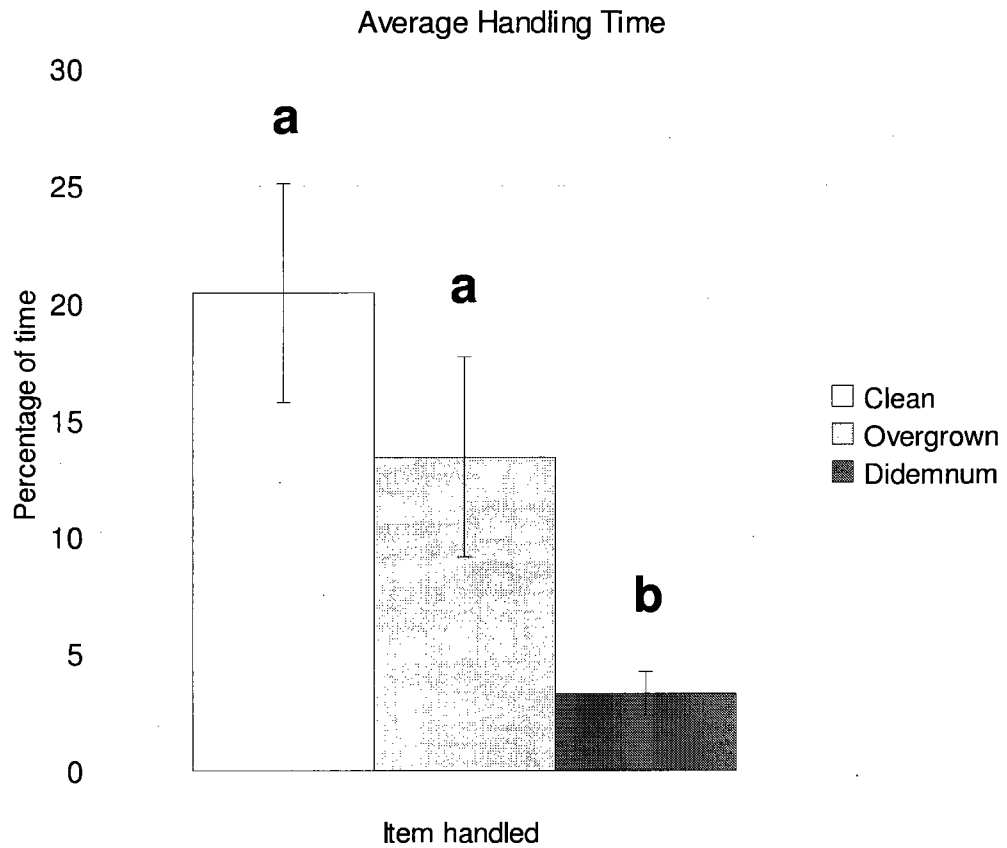 Average Handling Time
30
25
20
15
10
5
0
Percentage of time
a
a
b
Clean
Overgrown
Didemnum
Item handled